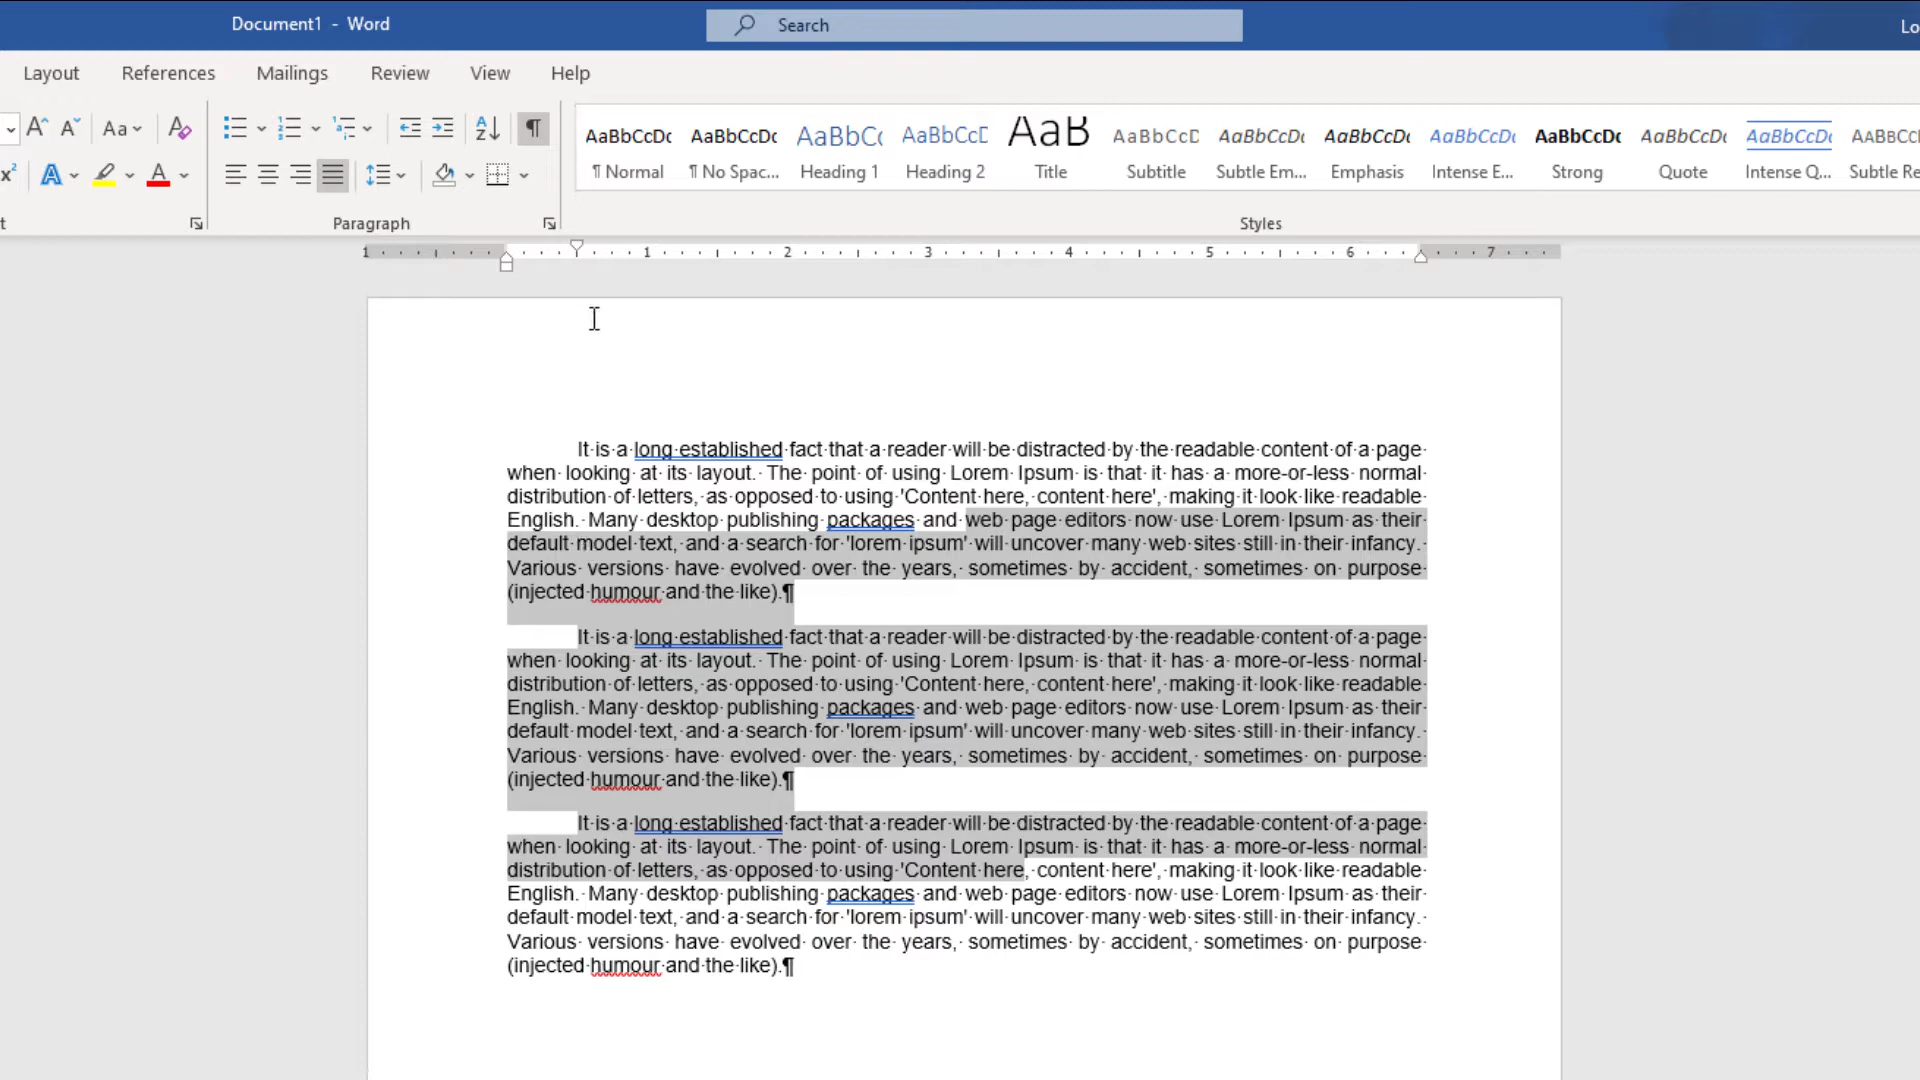 Document1 - Word
Search
Lo
Layout References Mailings Review View Help
Aa
AaBbCcDc AaBbCcDc AaBbC( AaBbCcD AaB AaBbCcD AaBbCcDc AaBbCcDc AaBbCcDc AaBbCcDc AaBbCcDc AaBbCcDc AABBCC
¶ Normal ¶ No Spac... Heading 1 Heading 2 Title Subtitle Subtle Em... Emphasis Intense E... Strong Quote Intense Q... Subtle Re
t Paragraph Styles
1 1 2 3 4 5 6 7
It is a long established fact that a reader will be distracted by the readable content of a page
when looking at its layout. The point of using Lorem Ipsum is that it has a more-or-less normal
distribution of letters, as opposed to using 'Content here, content here', making it look like readable
English. Many desktop publishing packages and web page editors now use Lorem Ipsum as their
default model text, and a search for 'lorem ipsum' will uncover many web sites still in their infancy.
Various versions have evolved over the years, sometimes by accident, sometimes on purpose
(injected humour and the like).¶
It is a long established fact that a reader will be distracted by the readable content of a page
when looking at its layout. The point of using Lorem Ipsum is that it has a more-or-less normal
distribution of letters, as opposed to using 'Content here, content here', making it look like readable
English. Many desktop publishing packages and web page editors now use Lorem Ipsum as their
default model text, and a search for 'lorem ipsum' will uncover many web sites still in their infancy.
Various versions have evolved over the years, sometimes by accident, sometimes on purpose
(injected humour and the like).¶
It is a long established fact that a reader will be distracted by the readable content of a page
when looking at its layout. The point of using Lorem Ipsum is that it has a more-or-less normal
distribution of letters, as opposed to using 'Content here, content here', making it look like readable
English. Many desktop publishing packages and web page editors now use Lorem Ipsum as their
default model text, and a search for 'lorem ipsum' will uncover many web sites still in their infancy.
Various versions have evolved over the years, sometimes by accident, sometimes on purpose
(injected humour and the like).¶